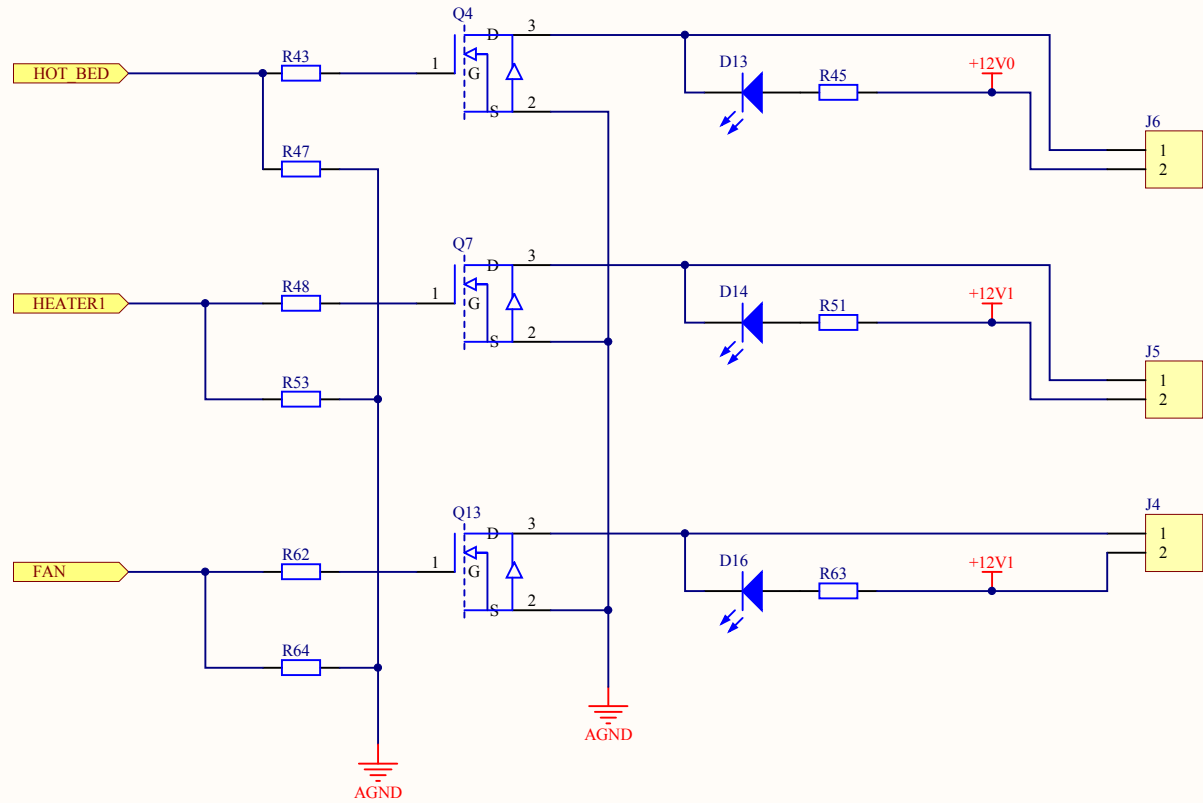 Q4
D 3
R43
HOT_BED
1
G
D13
R45
+12V0
S 2
J6
1
2
R47
Q7
D 3
R48
HEATER1
1
G
D14
R51
+12V1
S 2
J5
1
2
R53
Q13
D 3
J4
1
2
R62
FAN
1
G
D16
R63
+12V1
S 2
R64
AGND
AGND